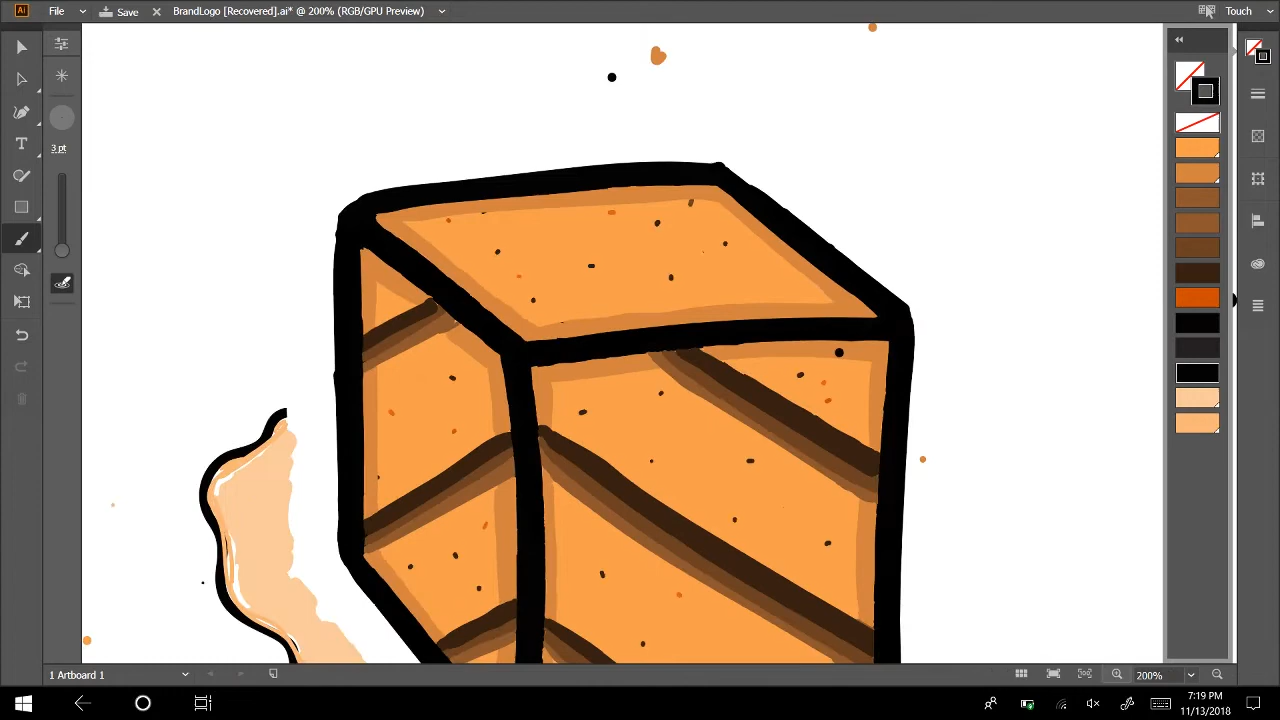 Ai File Save BrandLogo [Recovered].ai* @ 200% (RGB/GPU Preview) Touch
T
3 pt
1 Artboard 1 200%
7:19 PM
11/13/2018